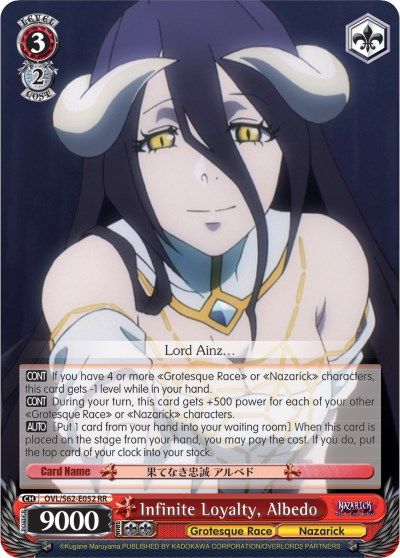 LEVEL
3
2
COST
Lord Ainz...
CONT If you have 4 or more «Grotesque Race» or «Nazarick» characters,
this card gets -1 level while in your hand.
CONT During your turn, this card gets +500 power for each of your other
«Grotesque Race» or «Nazarick» characters.
AUTO [Put 1 card from your hand into your waiting room] When this card is
placed on the stage from your hand, you may pay the cost. If you do, put
the top card of your clock into your waiting room.
Card Name 果てなき忠誠 アルベド
CH OVL/S62-E052 RR
9000
Infinite Loyalty, Albedo
NAZARICK
Grotesque Race Nazarick
©Kugane Maruyama,PUBLISHED BY KADOKAWA CORPORATION/OVERLORD2 PARTNERS